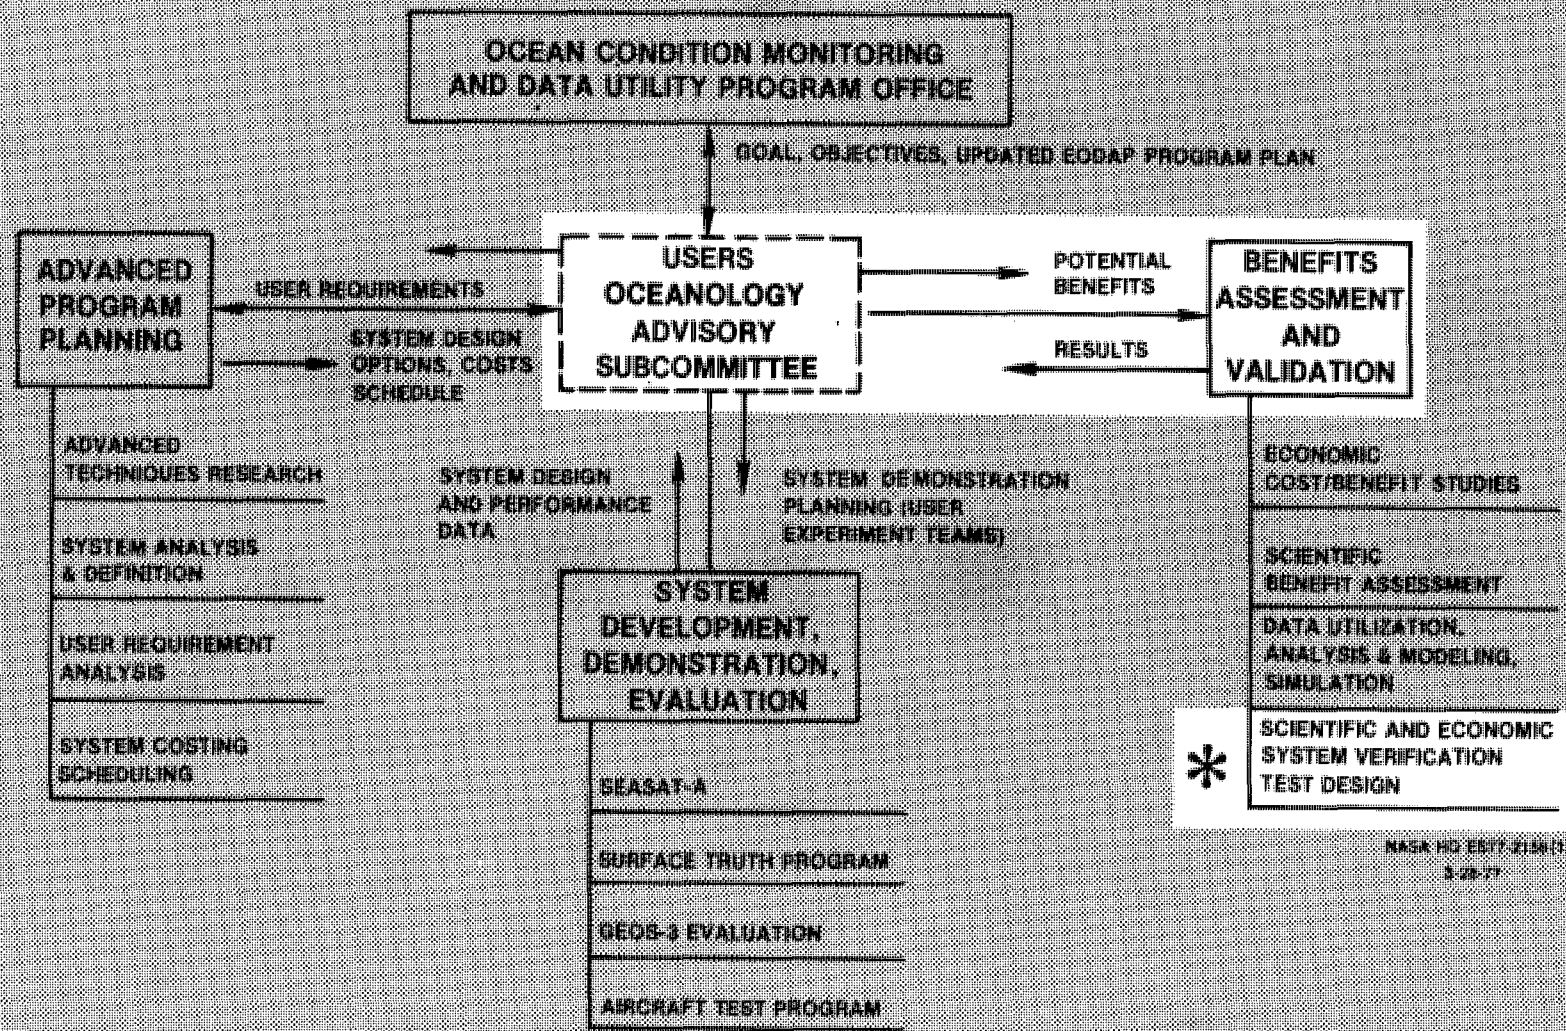 OCEAN CONDITION MONITORING
AND DATA UTILITY PROGRAM OFFICE
GOAL, OBJECTIVES, UPDATED EODAP PROGRAM PLAN
ADVANCED
PROGRAM
PLANNING
USER REQUIREMENTS
SYSTEM DESIGN
OPTIONS, COSTS
SCHEDULE
USERS
OCEANOLOGY
ADVISORY
SUBCOMMITTEE
POTENTIAL
BENEFITS
RESULTS
BENEFITS
ASSESSMENT
AND
VALIDATION
ADVANCED
TECHNIQUES RESEARCH
SYSTEM ANALYSIS
& DEFINITION
USER REQUIREMENT
ANALYSIS
SYSTEM COSTING
SCHEDULING
SYSTEM DESIGN
AND PERFORMANCE
DATA
SYSTEM DEMONSTRATION
PLANNING (USER
EXPERIMENT TEAMS)
SYSTEM
DEVELOPMENT,
DEMONSTRATION,
EVALUATION
SEASAT-A
SURFACE TRUTH PROGRAM
GEOS-3 EVALUATION
AIRCRAFT TEST PROGRAM
ECONOMIC
COST/BENEFIT STUDIES
SCIENTIFIC
BENEFIT ASSESSMENT
DATA UTILIZATION,
ANALYSIS & MODELING,
SIMULATION
*
SCIENTIFIC AND ECONOMIC
SYSTEM VERIFICATION
TEST DESIGN
NASA HQ